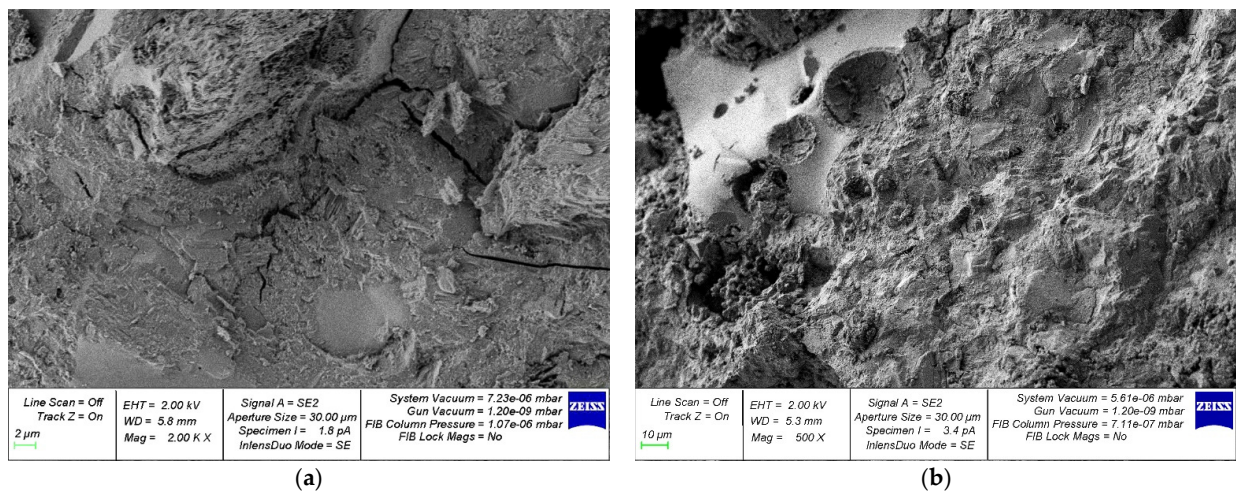 Line Scan = Off
Track Z = On
2 µm
EHT = 2.00 kV
WD = 5.8 mm
Mag = 2.00 K X
Signal A = SE2
Aperture Size = 30.00 µm
Specimen I = 1.8 pA
InlensDuo Mode = SE
System Vacuum = 7.23e-06 mbar
Gun Vacuum = 1.20e-09 mbar
FIB Column Pressure = 1.07e-06 mbar
FIB Lock Mags = No
ZEISS
(a)
Line Scan = Off
Track Z = On
10 µm
EHT = 2.00 kV
WD = 5.3 mm
Mag = 500 X
Signal A = SE2
Aperture Size = 30.00 µm
Specimen I = 3.4 pA
InlensDuo Mode = SE
System Vacuum = 5.61e-06 mbar
Gun Vacuum = 1.20e-09 mbar
FIB Column Pressure = 7.11e-07 mbar
FIB Lock Mags = No
ZEISS
(b)